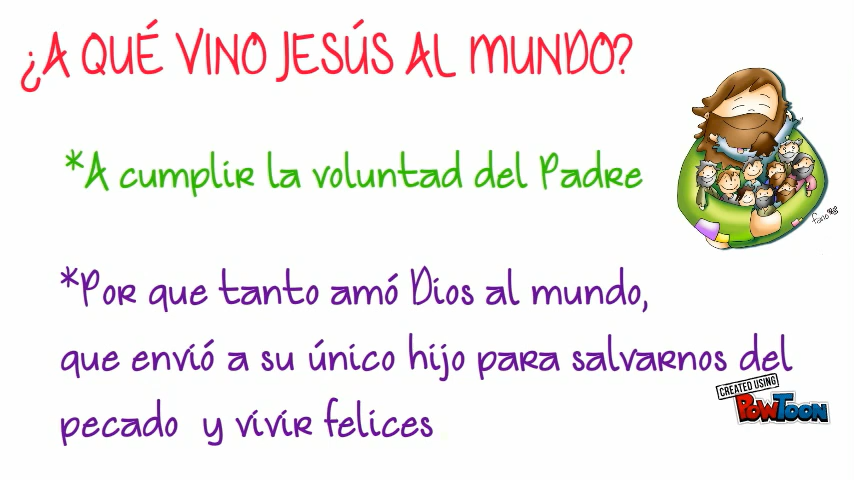 ¿A QUÉ VINO JESÚS AL MUNDO?
*A cumplir la voluntad del Padre
fano
*Por que tanto amó Dios al mundo,
que envió a su único hijo para salvarnos del
CREATED USING
POWTOON
pecado y vivir felices